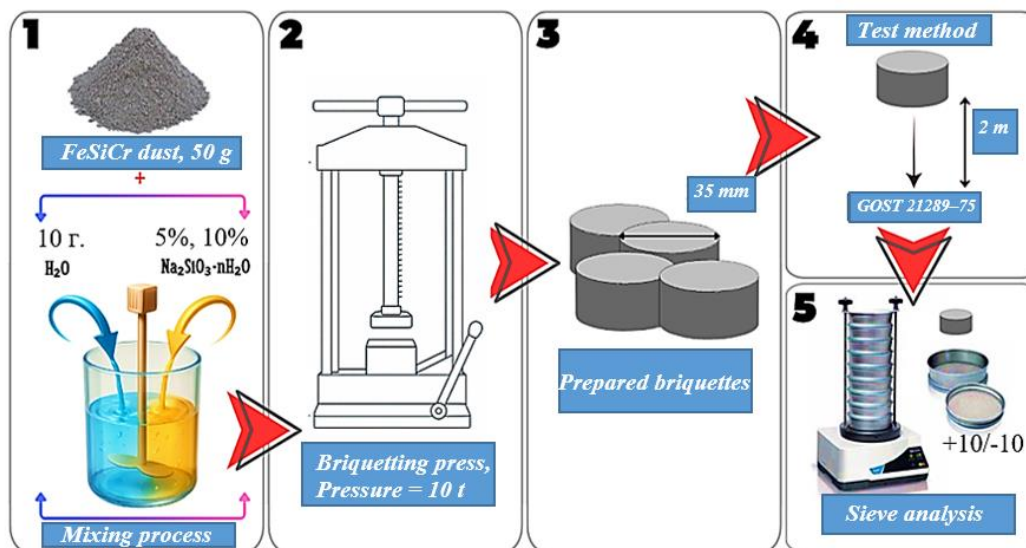 1
FeSiCr dust, 50 g
+
10 г.
H₂O
5%, 10%
Na₂SiO₃·nH₂O
Mixing process
2
Briquetting press,
Pressure = 10 t
3
35 mm
Prepared briquettes
4
Test method
2 m
GOST 21289–75
5
+10/-10
Sieve analysis